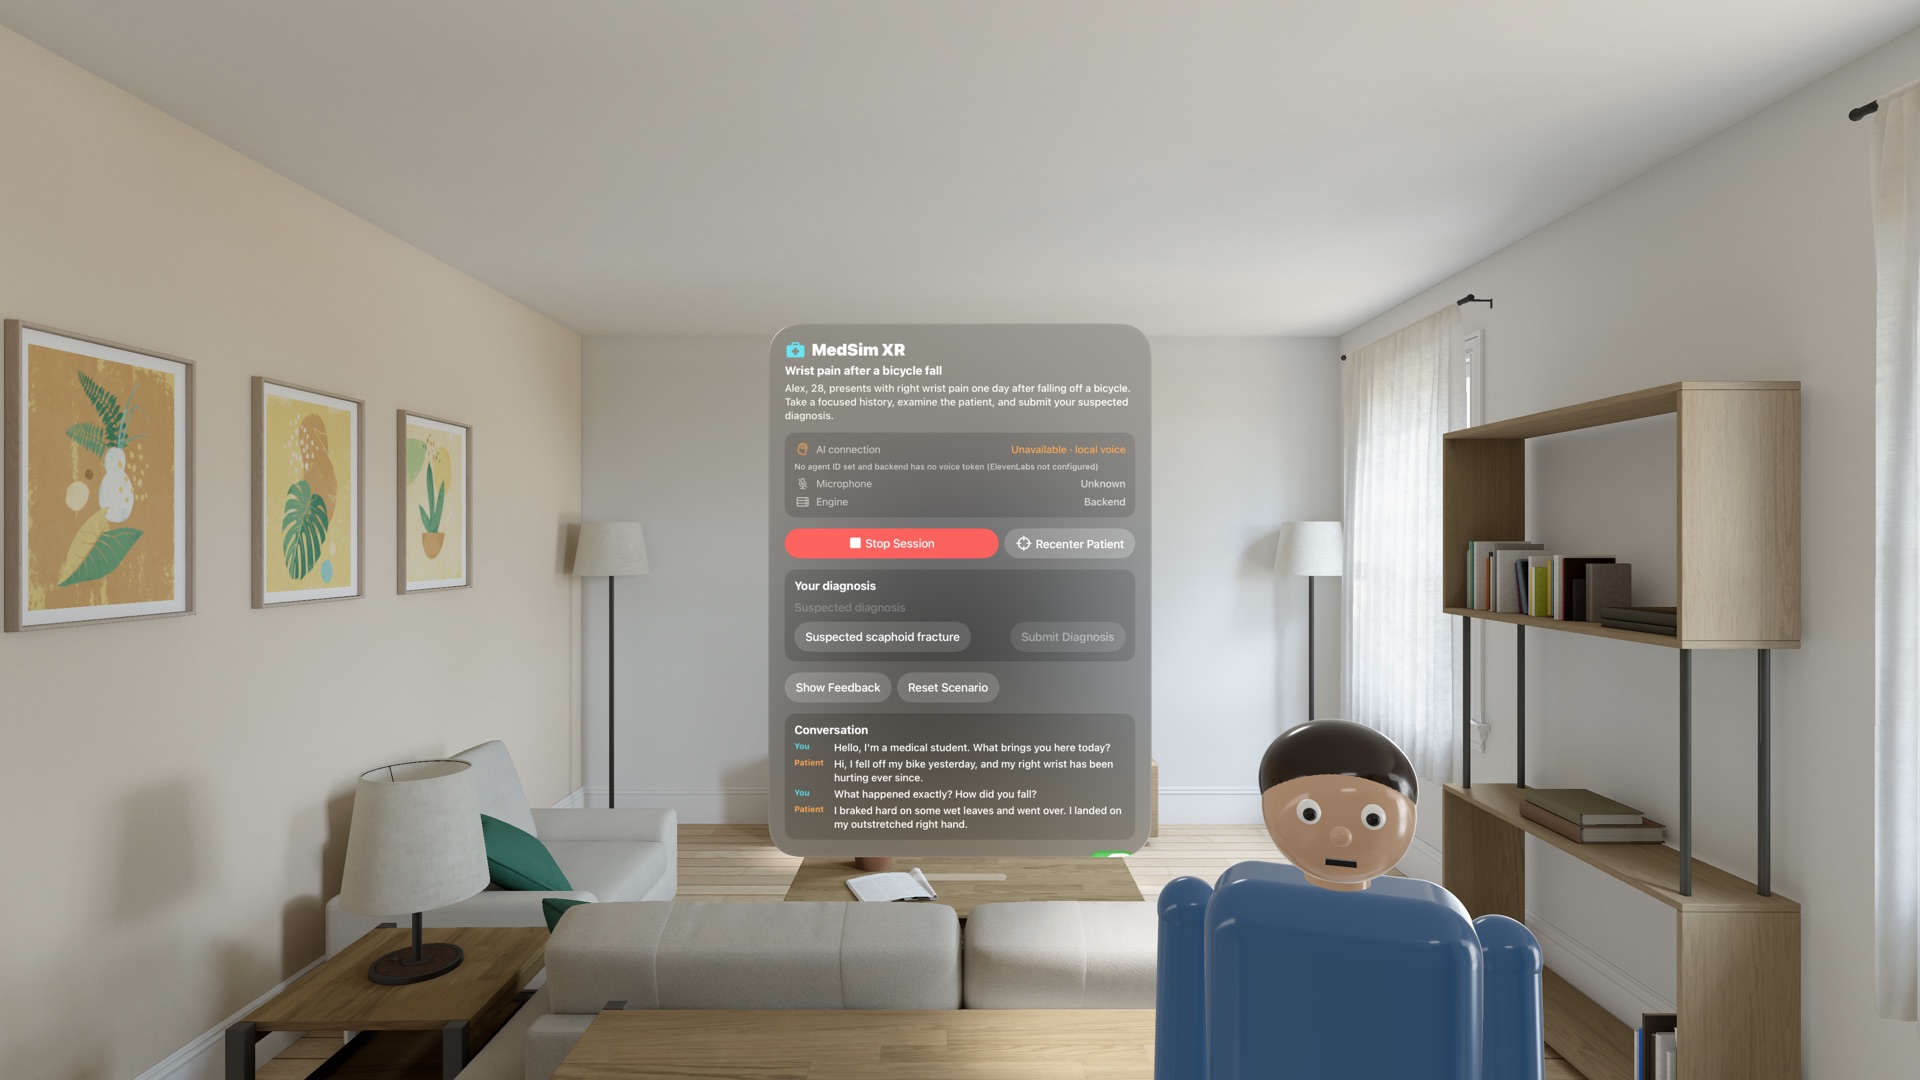 MedSim XR
Wrist pain after a bicycle fall
Alex, 28, presents with right wrist pain one day after falling off a bicycle.
Take a focused history, examine the patient, and submit your suspected
diagnosis.
AI connection Unavailable · local voice
No agent ID set and backend has no voice token (ElevenLabs not configured)
Microphone Unknown
Engine Backend
Stop Session Recenter Patient
Your diagnosis
Suspected diagnosis
Suspected scaphoid fracture Submit Diagnosis
Show Feedback Reset Scenario
Conversation
You Hello, I'm a medical student. What brings you here today?
Patient Hi, I fell off my bike yesterday, and my right wrist has been
hurting ever since.
You What happened exactly? How did you fall?
Patient I braked hard on some wet leaves and went over. I landed on
my outstretched right hand.